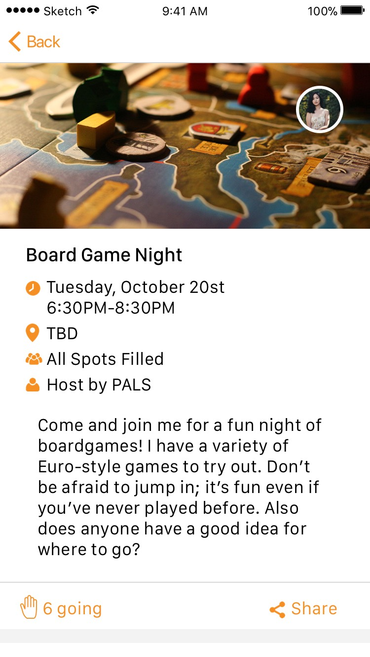 Sketch 9:41 AM 100%
Back
Board Game Night
Tuesday, October 20st
6:30PM-8:30PM
TBD
All Spots Filled
Host by PALS
Come and join me for a fun night of
boardgames! I have a variety of
Euro-style games to try out. Don’t
be afraid to jump in; it’s fun even if
you’ve never played before. Also
does anyone have a good idea for
where to go?
6 going Share